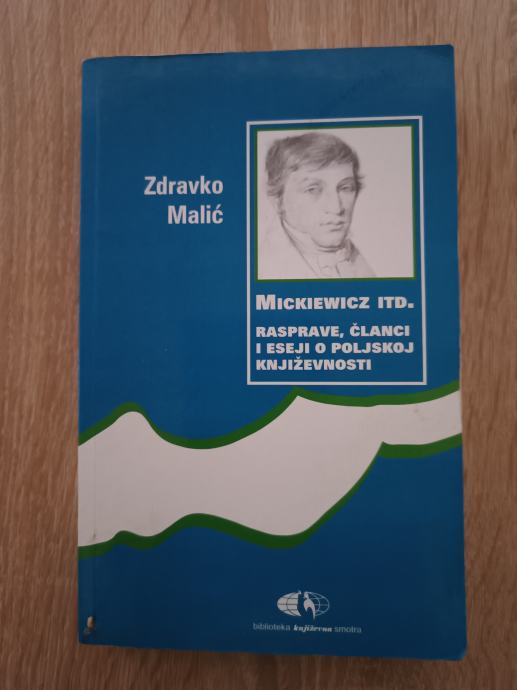 Zdravko
Malić
MICKIEWICZ ITD.
RASPRAVE, ČLANCI
I ESEJI O POLJSKOJ
KNJIŽEVNOSTI
biblioteka književna smotra